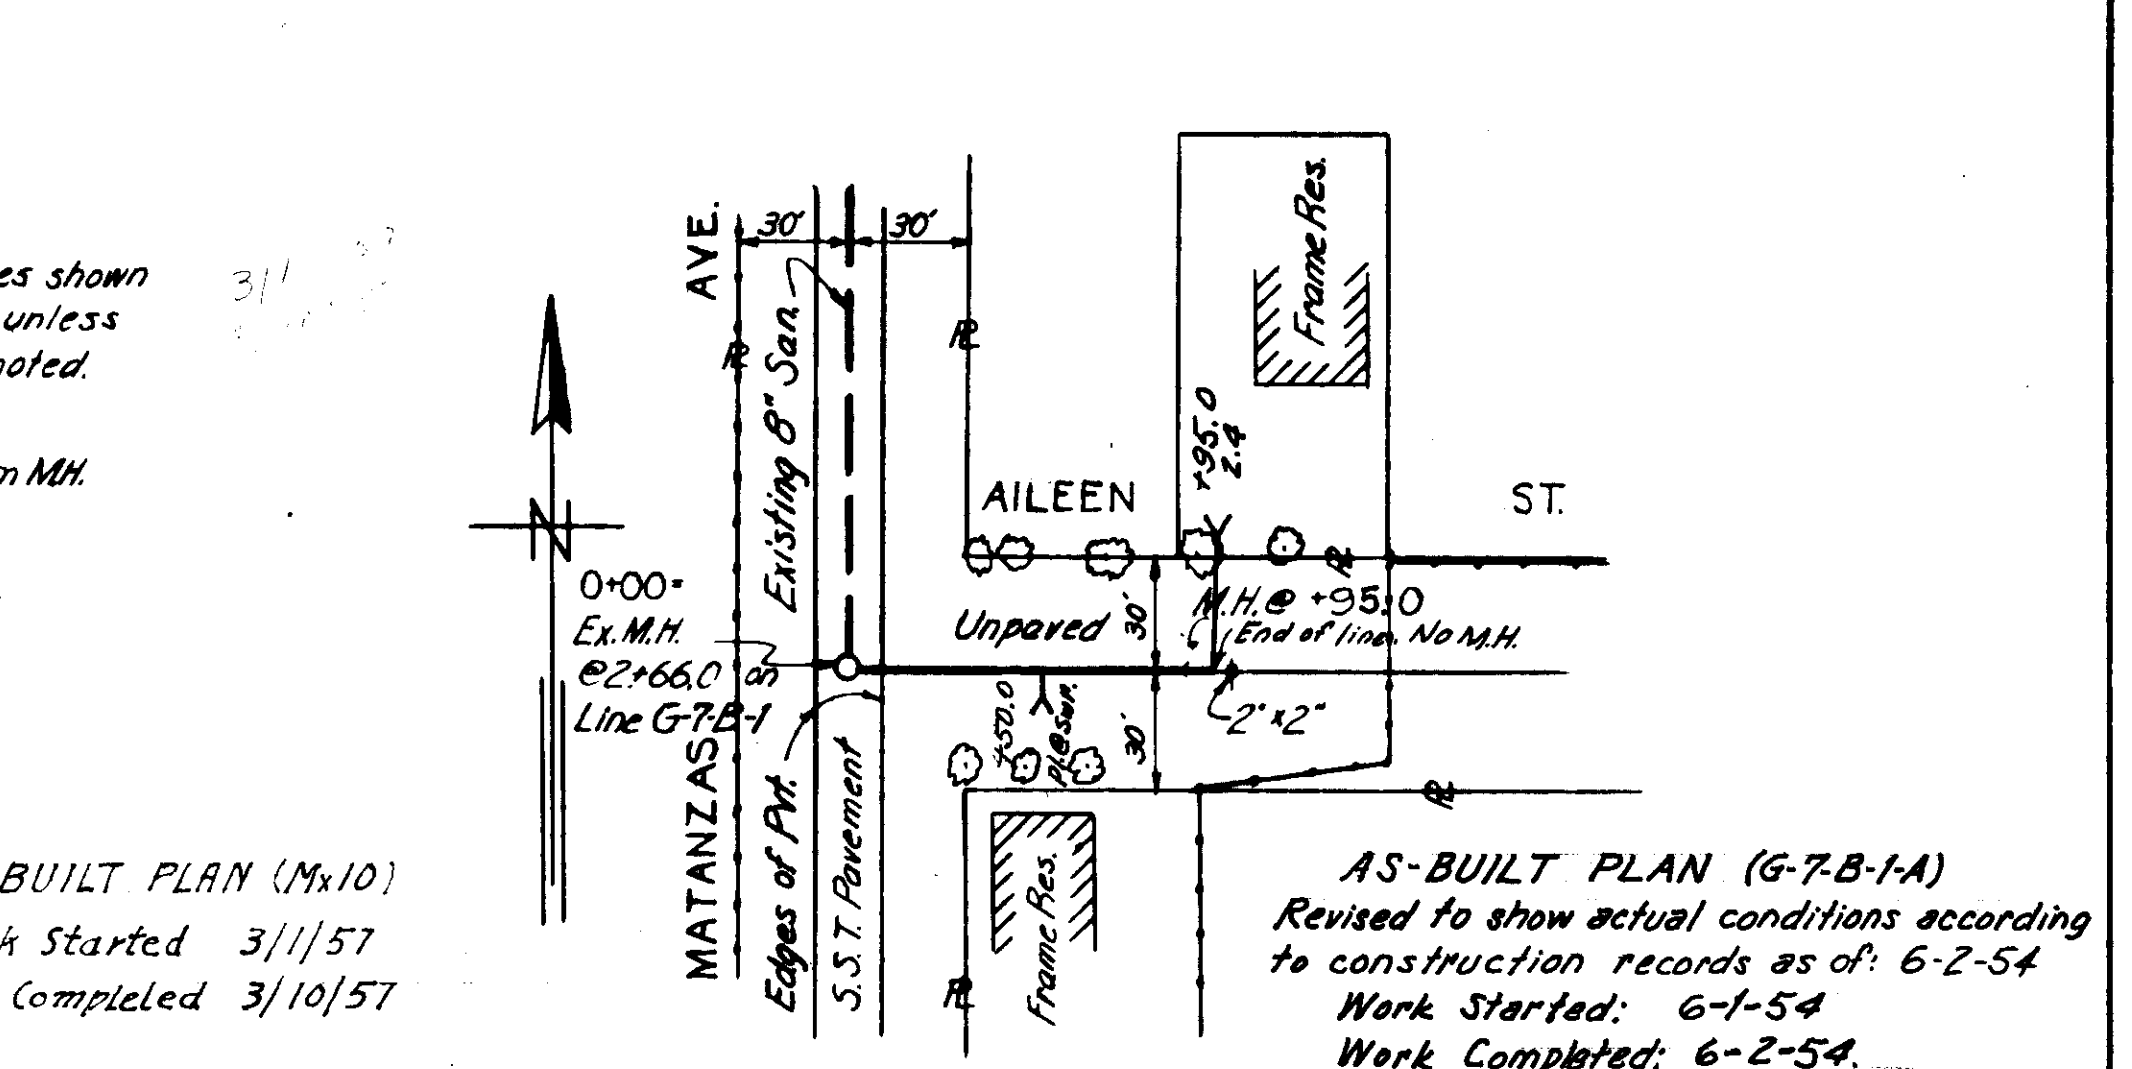 es shown
unless
noted.
M.H.
BUILT PLAN (Mx10)
Started 3/1/57
Completed 3/10/57
N
MATANZAS AVE.
30'
30'
Existing 8" San.
0+00=
Ex. M.H.
@2+66.0 on
Line G-7-B-1
Edges of Pvt.
S.S.T. Pavement
AILEEN ST.
Frame Res.
+95.0
2.4
Unpaved
30'
M.H.@ +95.0
End of line. No M.H.
2"x2"
30'
+50.0
Frame Res.
AS-BUILT PLAN (G-7-B-1-A)
Revised to show actual conditions according
to construction records as of: 6-2-54
Work Started: 6-1-54
Work Completed: 6-2-54.